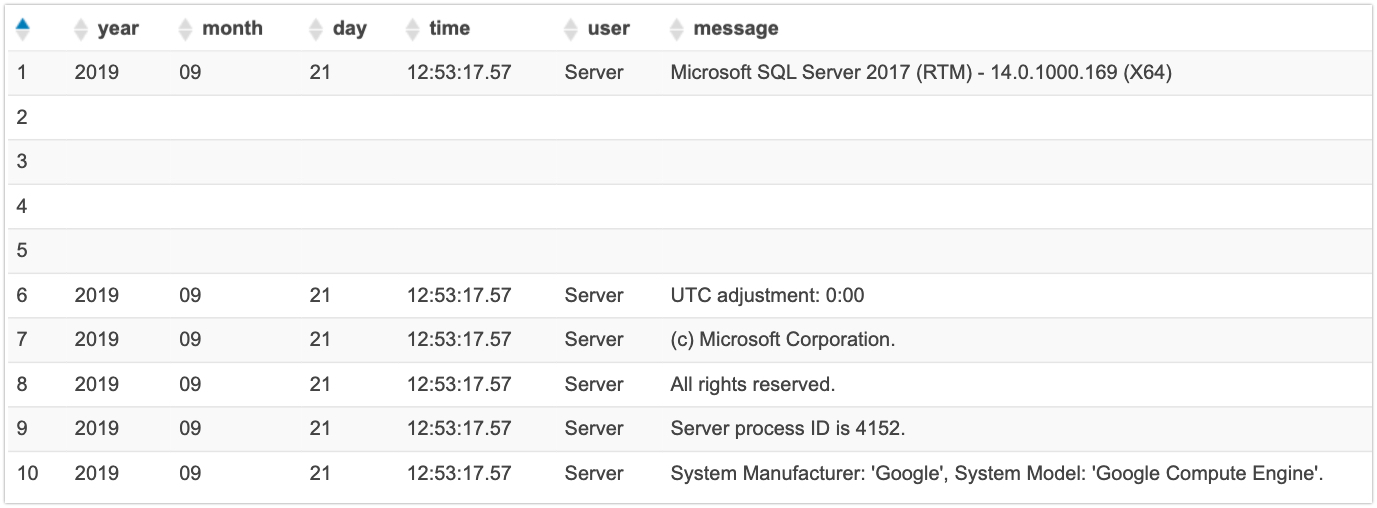 year month day time user message
1 2019 09 21 12:53:17.57 Server Microsoft SQL Server 2017 (RTM) - 14.0.1000.169 (X64)
2
3
4
5
6 2019 09 21 12:53:17.57 Server UTC adjustment: 0:00
7 2019 09 21 12:53:17.57 Server (c) Microsoft Corporation.
8 2019 09 21 12:53:17.57 Server All rights reserved.
9 2019 09 21 12:53:17.57 Server Server process ID is 4152.
10 2019 09 21 12:53:17.57 Server System Manufacturer: 'Google', System Model: 'Google Compute Engine'.